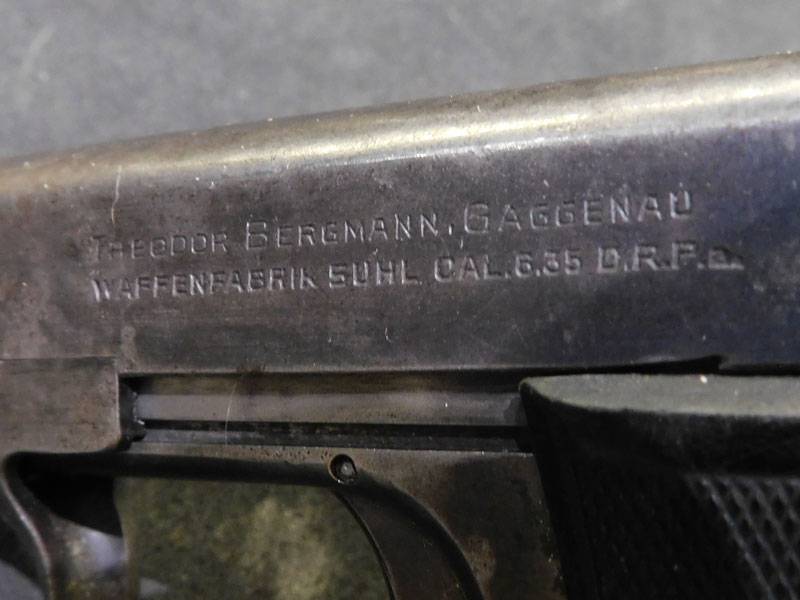 THEODOR BERGMANN, GAGGENAU
WAFFENFABRIK SUHL CAL.6,35 D.R.P.a.